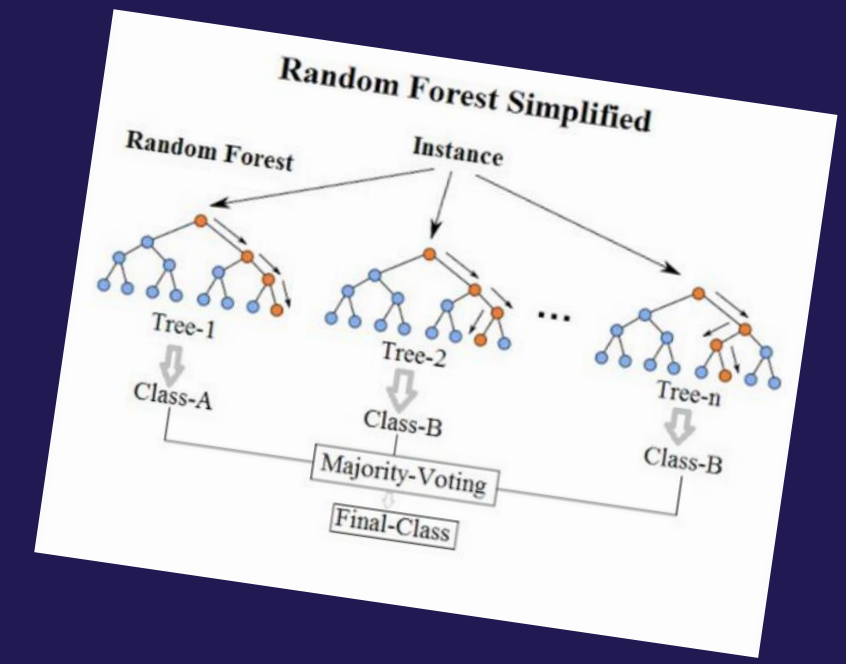 Random Forest Simplified
Random Forest
Instance
...
Tree-1
Tree-2
Tree-n
Class-A
Class-B
Class-B
Majority-Voting
Final-Class